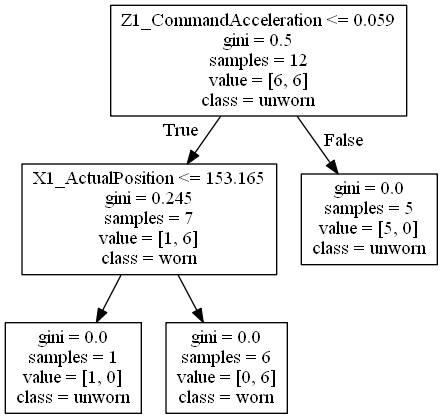 Z1_CommandAcceleration <= 0.059
gini = 0.5
samples = 12
value = [6, 6]
class = unworn
True
False
X1_ActualPosition <= 153.165
gini = 0.245
samples = 7
value = [1, 6]
class = worn
gini = 0.0
samples = 5
value = [5, 0]
class = unworn
gini = 0.0
samples = 1
value = [1, 0]
class = unworn
gini = 0.0
samples = 6
value = [0, 6]
class = worn